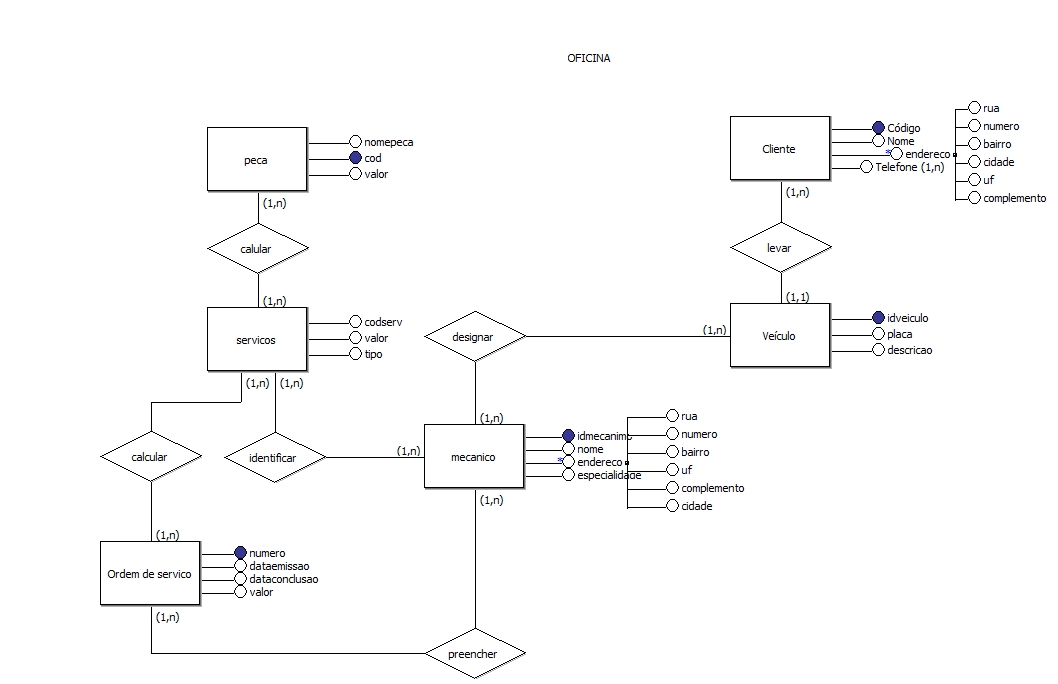 OFICINA
peca
nomepeca
cod
valor
(1,n)
calular
(1,n)
servicos
codserv
valor
tipo
(1,n)
(1,n)
calcular
identificar
(1,n)
(1,n)
Ordem de servico
numero
dataemissao
dataconclusao
valor
(1,n)
Cliente
Código
Nome
* endereco
Telefone (1,n)
rua
numero
bairro
cidade
uf
complemento
(1,n)
levar
(1,1)
Veículo
idveiculo
placa
descricao
(1,n)
designar
(1,n)
mecanico
idmecanimo
nome
* endereco
especialidade
rua
numero
bairro
uf
complemento
cidade
(1,n)
preencher